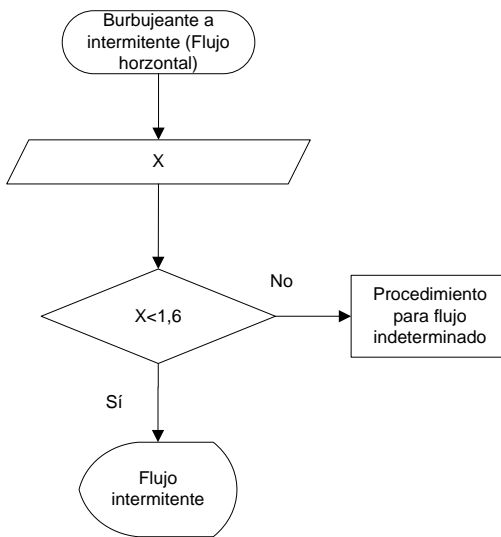 Burbujeante a
intermitente (Flujo
horzontal)
X
X<1,6
No
Procedimiento
para flujo
indeterminado
Sí
Flujo
intermitente